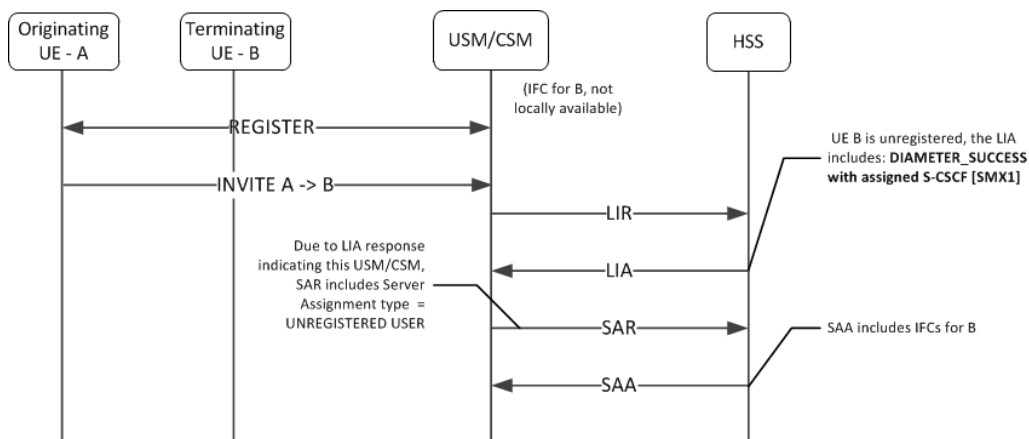 Originating
UE - A
Terminating
UE - B
USM/CSM
HSS
(IFC for B, not
locally available)
REGISTER
UE B is unregistered, the LIA
includes: DIAMETER_SUCCESS
with assigned S-CSCF [SMX1]
INVITE A -> B
LIR
Due to LIA response
indicating this USM/CSM,
SAR includes Server
Assignment type =
UNREGISTERED USER
LIA
SAR
SAA includes IFCs for B
SAA